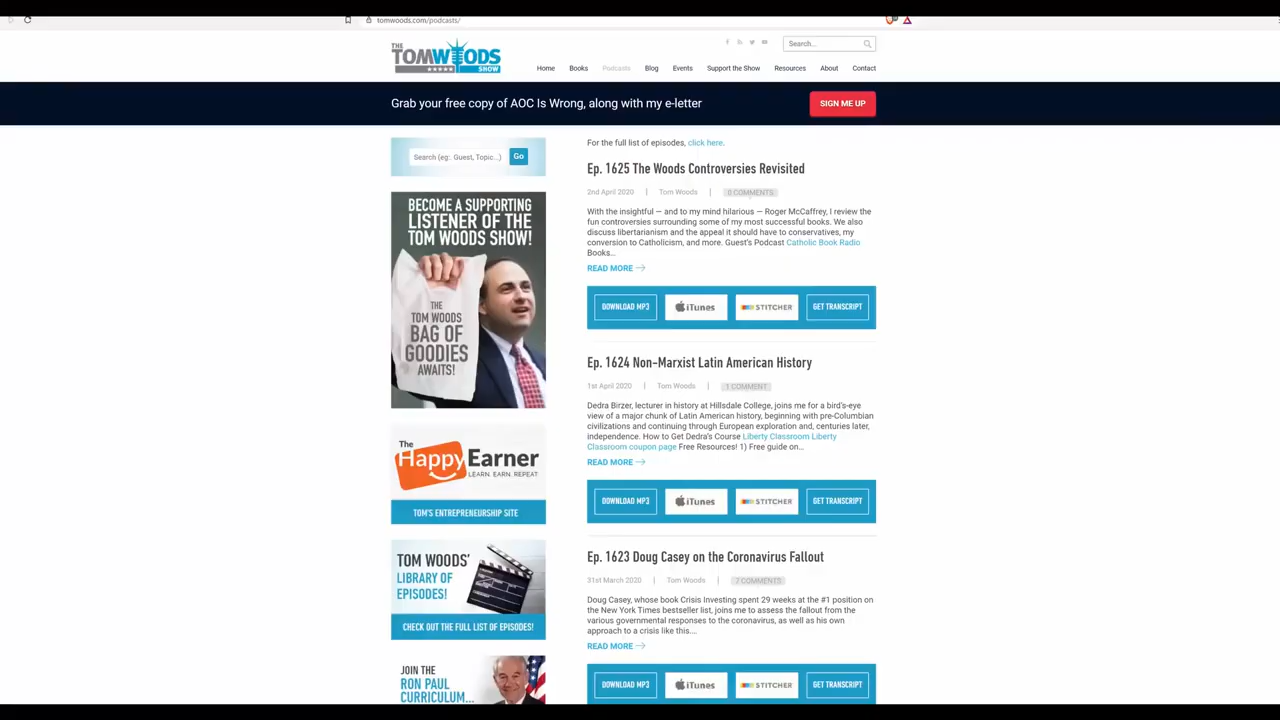 tomwoods.com/podcasts/
THE
TOMWOODS
SHOW
Search...
Home Books Podcasts Blog Events Support the Show Resources About Contact
Grab your free copy of AOC Is Wrong, along with my e-letter
SIGN ME UP
Search (eg: Guest, Topic...)
Go
BECOME A SUPPORTING
LISTENER OF THE
TOM WOODS SHOW!
THE
TOM WOODS
BAG OF
GOODIES
AWAITS!
The
HappyEarner
LEARN. EARN. REPEAT
TOM'S ENTREPRENEURSHIP SITE
TOM WOODS'
LIBRARY OF
EPISODES!
CHECK OUT THE FULL LIST OF EPISODES!
JOIN THE
RON PAUL
CURRICULUM...
For the full list of episodes, click here.
Ep. 1625 The Woods Controversies Revisited
2nd April 2020 | Tom Woods | 0 COMMENTS
With the insightful — and to my mind hilarious — Roger McCaffrey, I review the
fun controversies surrounding some of my most successful books. We also
discuss libertarianism and the appeal it should have to conservatives, my
conversion to Catholicism, and more. Guest's Podcast Catholic Book Radio
Books...
READ MORE
DOWNLOAD MP3 iTunes STITCHER GET TRANSCRIPT
Ep. 1624 Non-Marxist Latin American History
1st April 2020 | Tom Woods | 1 COMMENT
Dedra Birzer, lecturer in history at Hillsdale College, joins me for a bird's-eye
view of a major chunk of Latin American history, beginning with pre-Columbian
civilizations and continuing through European exploration and, centuries later,
independence. How to Get Dedra's Course Liberty Classroom Liberty
Classroom coupon page Free Resources! 1) Free guide on...
READ MORE
DOWNLOAD MP3 iTunes STITCHER GET TRANSCRIPT
Ep. 1623 Doug Casey on the Coronavirus Fallout
31st March 2020 | Tom Woods | 7 COMMENTS
Doug Casey, whose book Crisis Investing spent 29 weeks at the #1 position on
the New York Times bestseller list, joins me to assess the fallout from the
various governmental responses to the coronavirus, as well as his own
approach to a crisis like this....
READ MORE
DOWNLOAD MP3 iTunes STITCHER GET TRANSCRIPT